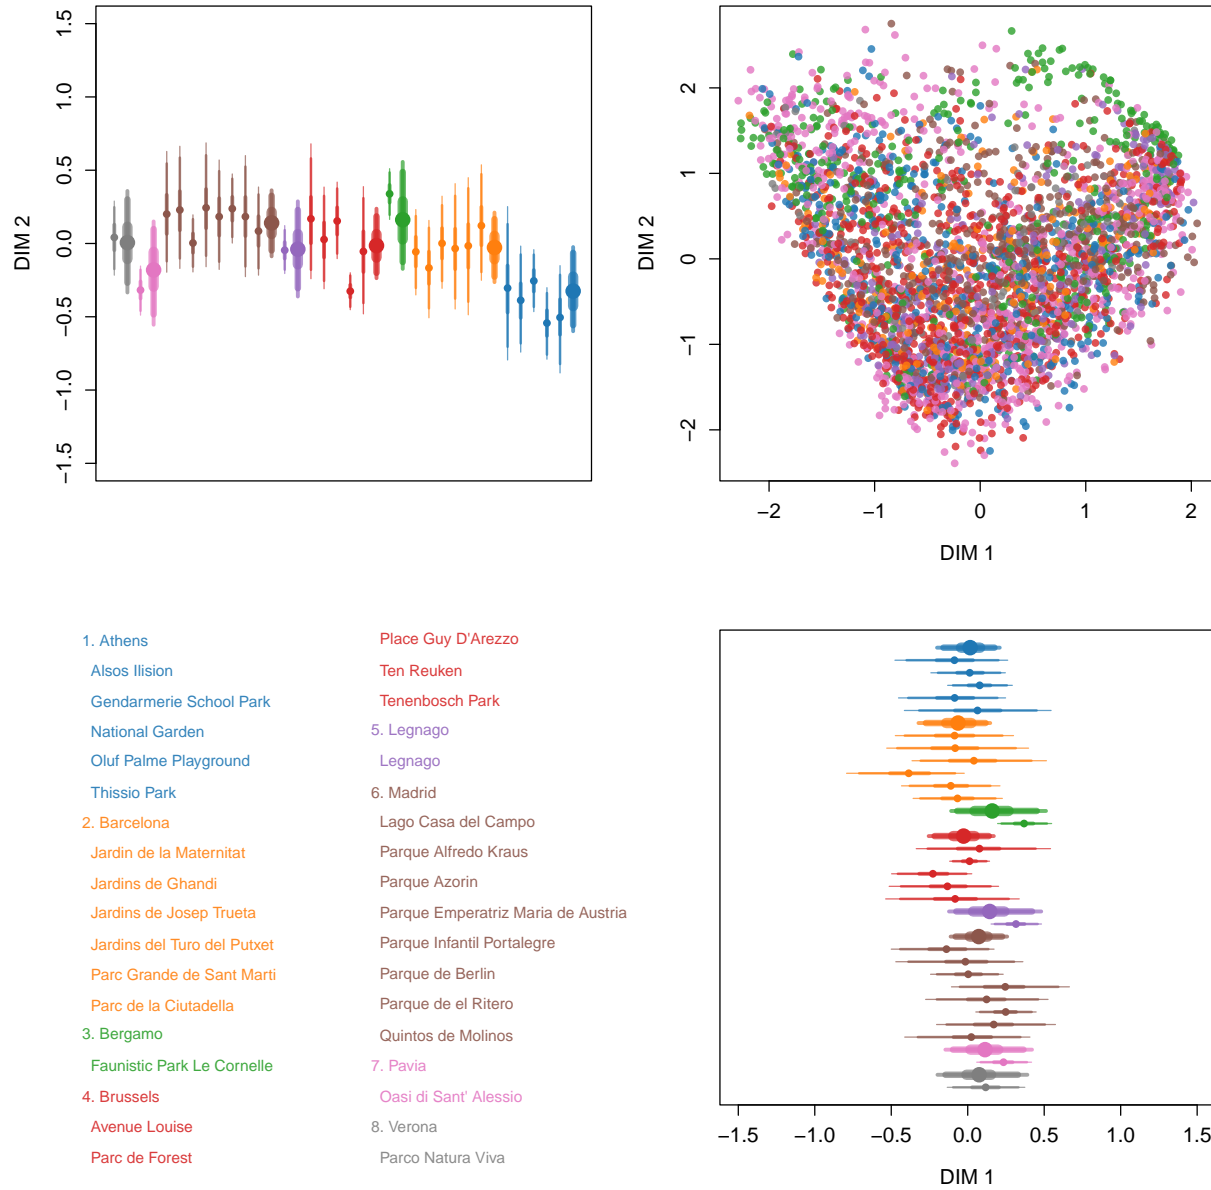 1.5
1.0
0.5
0.0
−0.5
−1.0
−1.5
DIM 2
2
1
0
−1
−2
DIM 2
−2
−1
0
1
2
DIM 1
1. Athens
Alsos Ilision
Gendarmerie School Park
National Garden
Oluf Palme Playground
Thissio Park
2. Barcelona
Jardin de la Maternitat
Jardins de Ghandi
Jardins de Josep Trueta
Jardins del Turo del Putxet
Parc Grande de Sant Marti
Parc de la Ciutadella
3. Bergamo
Faunistic Park Le Cornelle
4. Brussels
Avenue Louise
Parc de Forest
Place Guy D'Arezzo
Ten Reuken
Tenenbosch Park
5. Legnago
Legnago
6. Madrid
Lago Casa del Campo
Parque Alfredo Kraus
Parque Azorin
Parque Emperatriz Maria de Austria
Parque Infantil Portalegre
Parque de Berlin
Parque de el Ritero
Quintos de Molinos
7. Pavia
Oasi di Sant' Alessio
8. Verona
Parco Natura Viva
−1.5
−1.0
−0.5
0.0
0.5
1.0
1.5
DIM 1